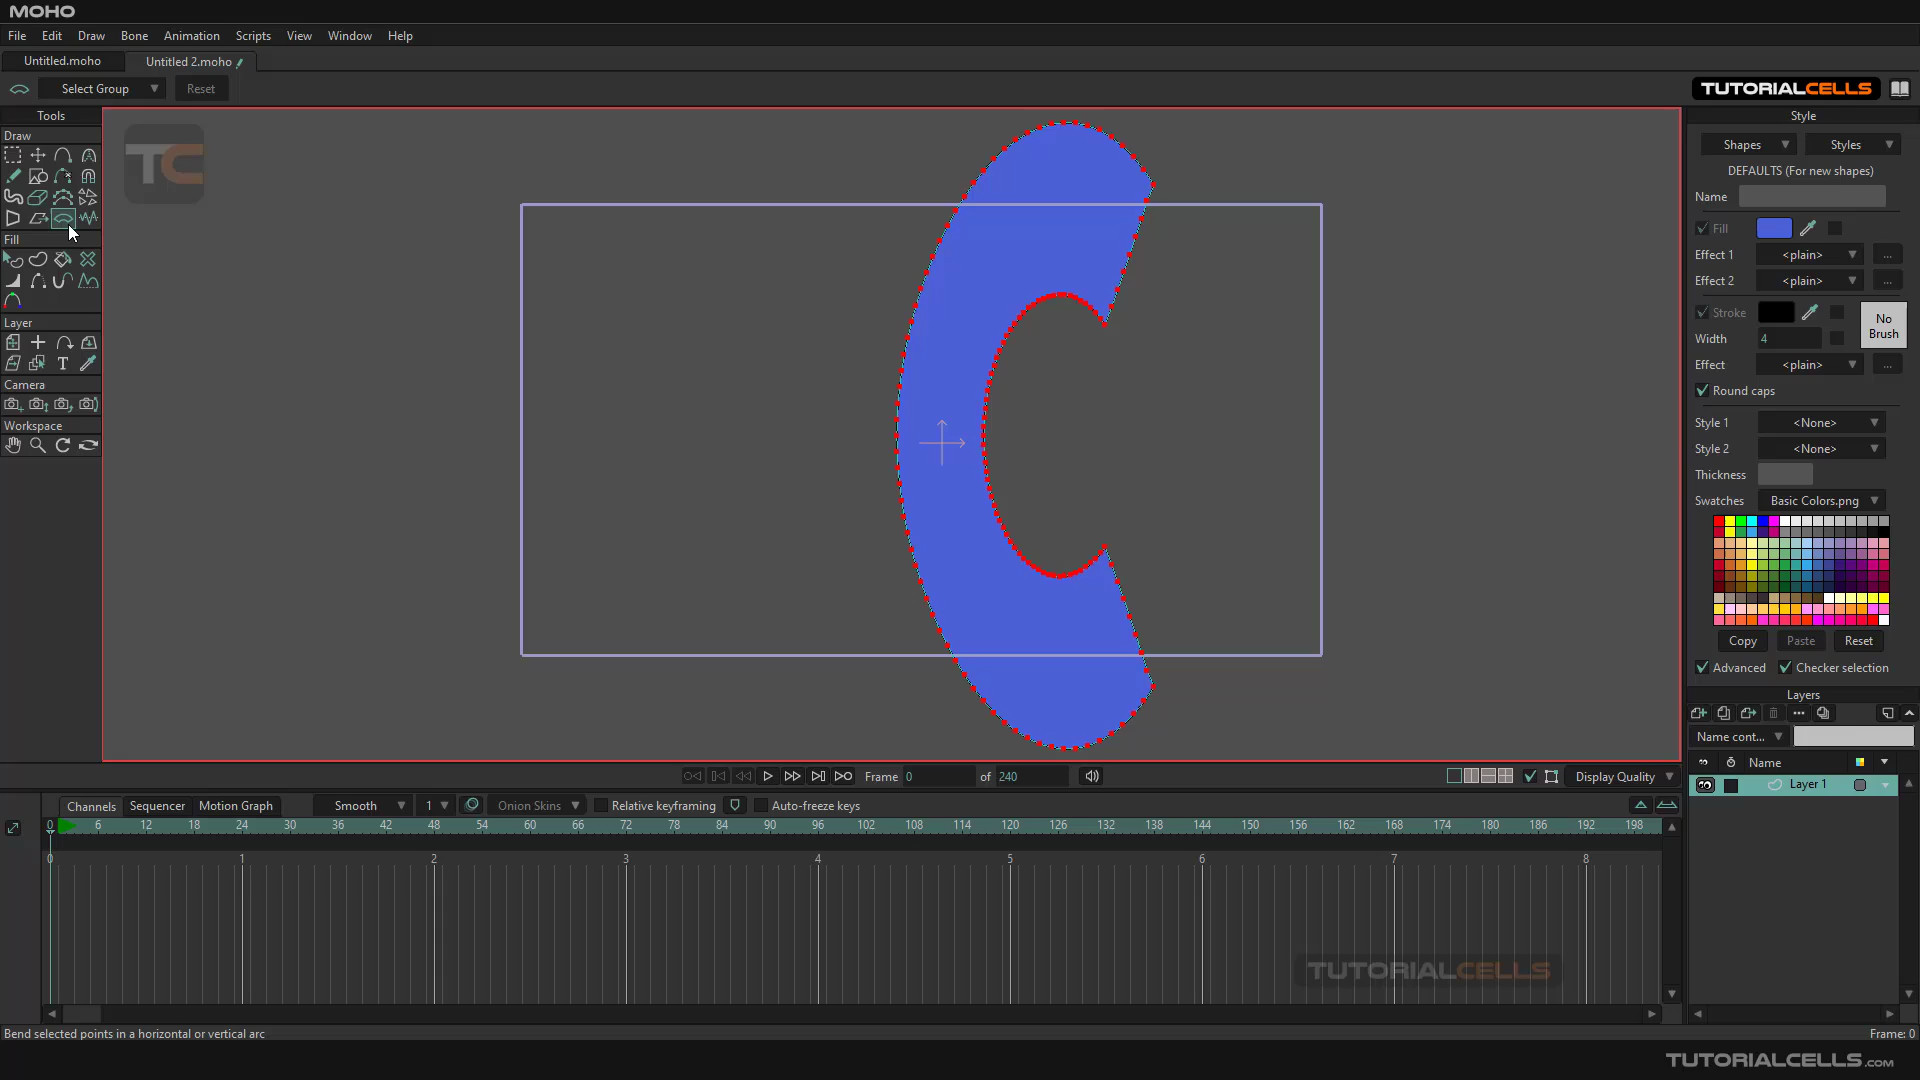 MOHO
File Edit Draw Bone Animation Scripts View Window Help
Untitled.moho Untitled 2.moho
Select Group Reset
TUTORIALCELLS
Tools
Style
Draw
TC
Shapes Styles
DEFAULTS (For new shapes)
Name
Fill
Effect 1 <plain> ...
Effect 2 <plain> ...
Stroke
No Brush
Width 4
Effect <plain> ...
Round caps
Style 1 <None>
Style 2 <None>
Thickness
Swatches Basic Colors.png
Copy Paste Reset
Advanced Checker selection
Fill
Layer
T
Camera
Workspace
Layers
Name cont...
Name
Layer 1
Frame 0 of 240
Display Quality
Channels Sequencer Motion Graph Smooth 1 Onion Skins Relative keyframing Auto-freeze keys
0 6 12 18 24 30 36 42 48 54 60 66 72 78 84 90 96 102 108 114 120 126 132 138 144 150 156 162 168 174 180 186 192 198
0 1 2 3 4 5 6 7 8
TUTORIALCELLS
Bend selected points in a horizontal or vertical arc
Frame: 0
TUTORIALCELLS.COM